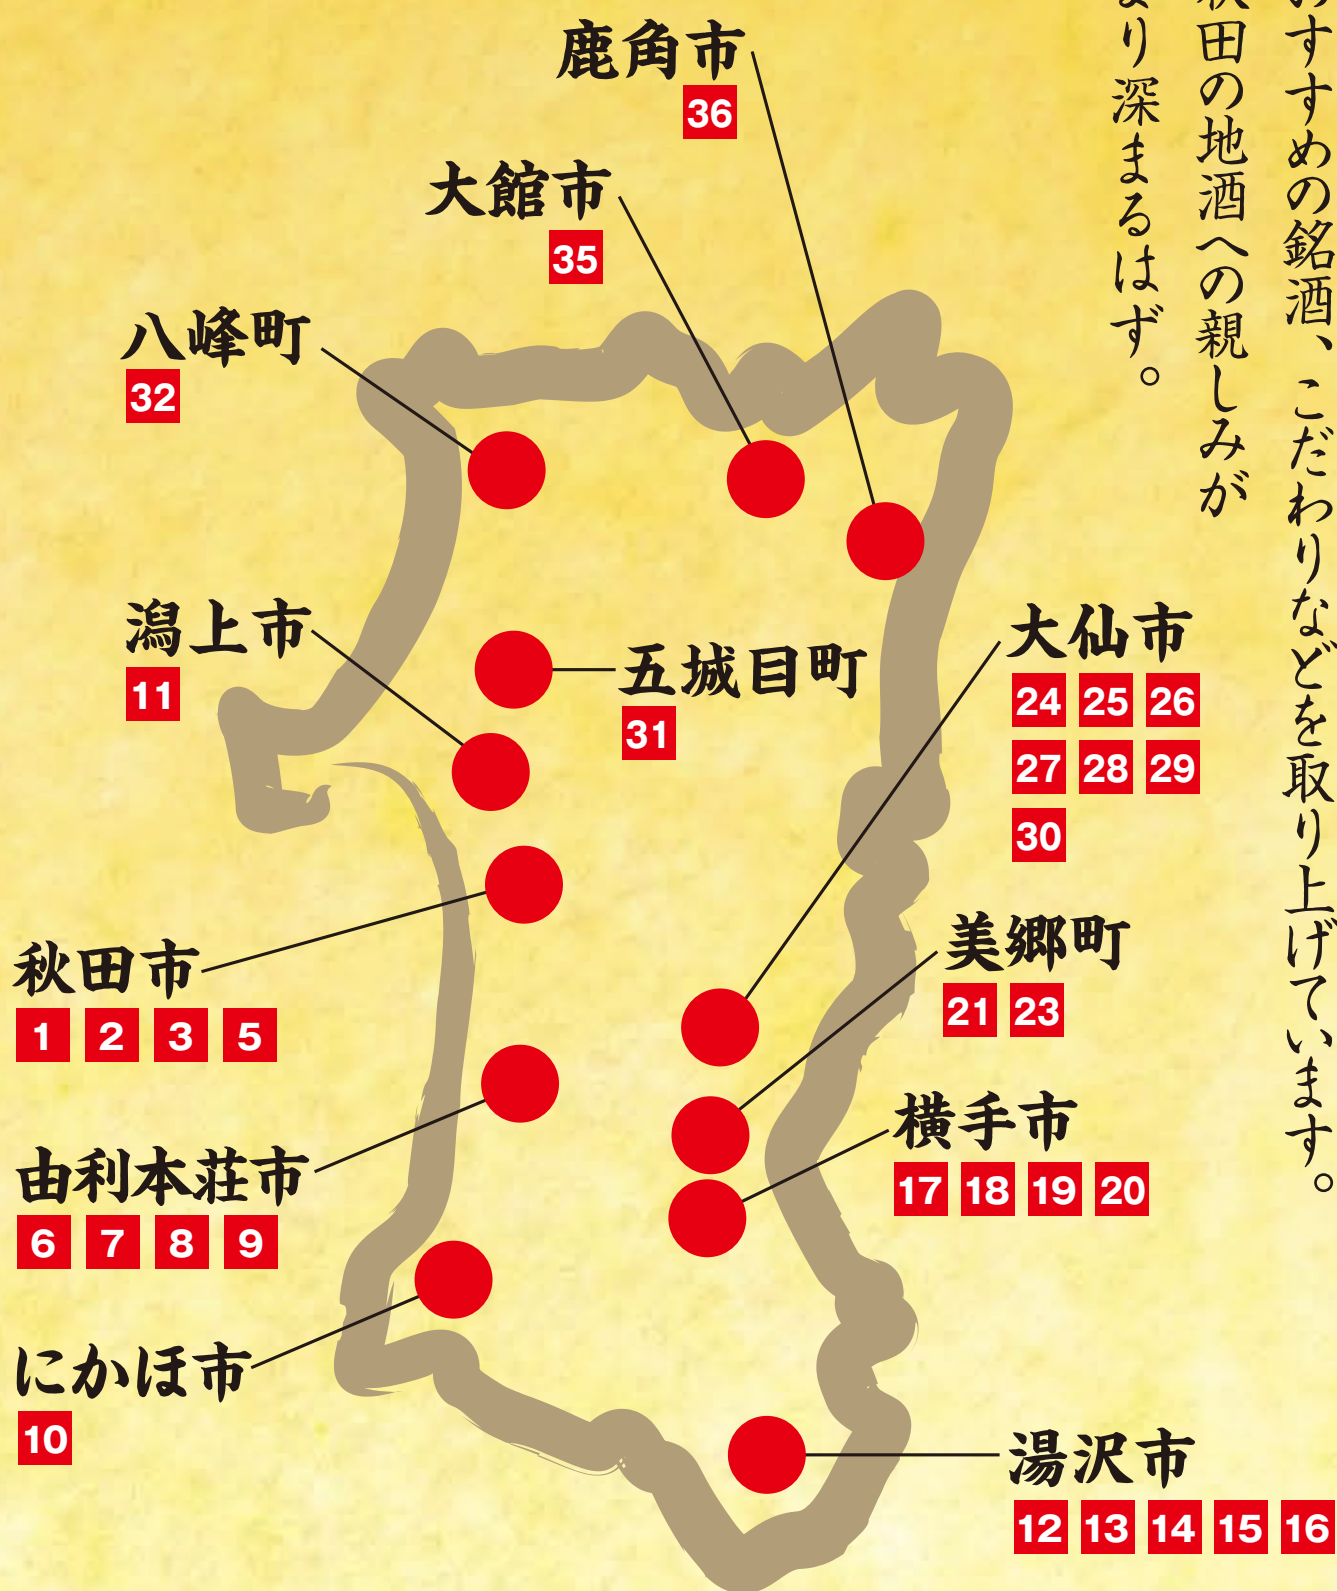 おすすめの銘酒、こだわりなどを取り上げています。
秋田の地酒への親しみが
より深まるはず。
鹿角市
36
大館市
35
八峰町
32
潟上市
11
五城目町
31
大仙市
24 25 26
27 28 29
30
秋田市
1 2 3 5
美郷町
21 23
由利本荘市
6 7 8 9
横手市
17 18 19 20
にかほ市
10
湯沢市
12 13 14 15 16